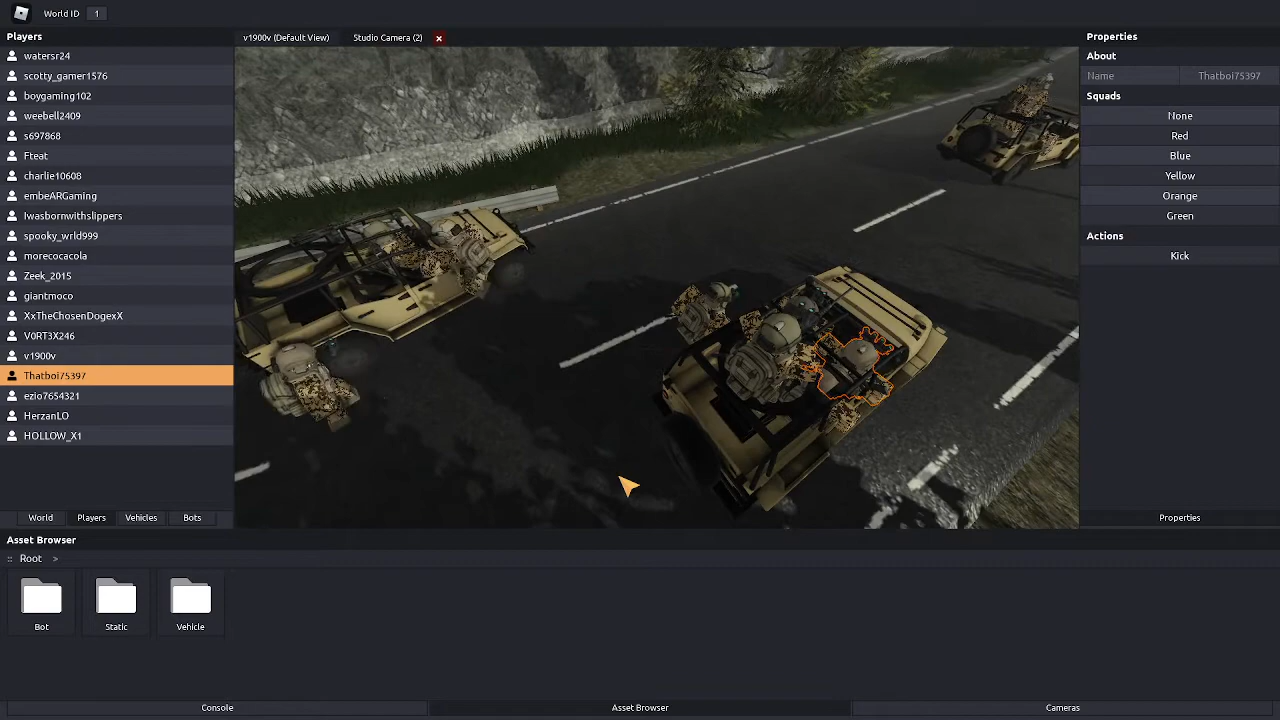 World ID 1
Players
v1900v (Default View) Studio Camera (2) x
Properties
watersr24
scotty_gamer1576
boygaming102
weebell2409
s697868
Fteat
charlie10608
embeARGaming
Iwasbornwithslippers
spooky_wrld999
morecocacola
Zeek_2015
giantmoco
XxTheChosenDogexX
V0RT3X246
v1900v
Thatboi75397
ezio7654321
HerzanLO
HOLLOW_X1
World Players Vehicles Bots
About
Name Thatboi75397
Squads
None
Red
Blue
Yellow
Orange
Green
Actions
Kick
Properties
Asset Browser
:: Root >
Bot Static Vehicle
Console Asset Browser Cameras